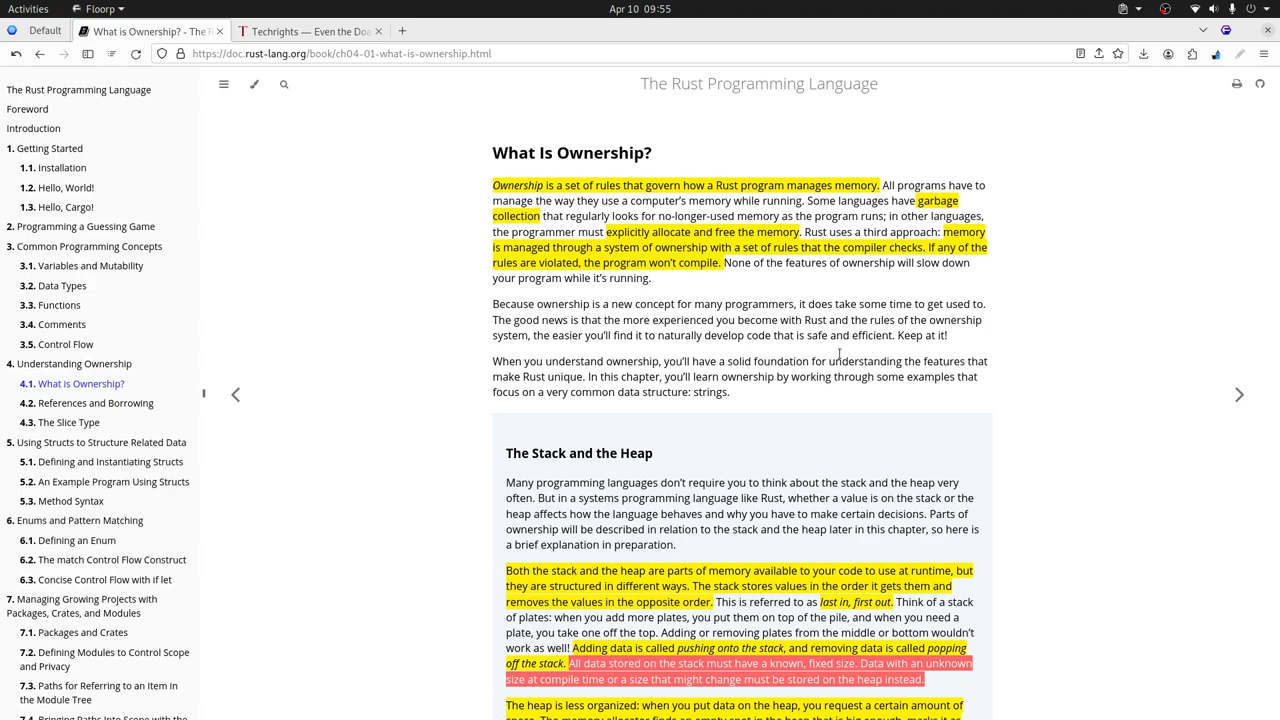 Activities
Floorp
Apr 10 09:55
Default
What is Ownership? - The R
Techrights — Even the Doa
https://doc.rust-lang.org/book/ch04-01-what-is-ownership.html
The Rust Programming Language
Foreword
Introduction
1. Getting Started
1.1. Installation
1.2. Hello, World!
1.3. Hello, Cargo!
2. Programming a Guessing Game
3. Common Programming Concepts
3.1. Variables and Mutability
3.2. Data Types
3.3. Functions
3.4. Comments
3.5. Control Flow
4. Understanding Ownership
4.1. What is Ownership?
4.2. References and Borrowing
4.3. The Slice Type
5. Using Structs to Structure Related Data
5.1. Defining and Instantiating Structs
5.2. An Example Program Using Structs
5.3. Method Syntax
6. Enums and Pattern Matching
6.1. Defining an Enum
6.2. The match Control Flow Construct
6.3. Concise Control Flow with if let
7. Managing Growing Projects with
Packages, Crates, and Modules
7.1. Packages and Crates
7.2. Defining Modules to Control Scope
and Privacy
7.3. Paths for Referring to an Item in
the Module Tree
7.4. Bringing Paths Into Scope with the
The Rust Programming Language
What Is Ownership?
Ownership is a set of rules that govern how a Rust program manages memory. All programs have to
manage the way they use a computer's memory while running. Some languages have garbage
collection that regularly looks for no-longer-used memory as the program runs; in other languages,
the programmer must explicitly allocate and free the memory. Rust uses a third approach: memory
is managed through a system of ownership with a set of rules that the compiler checks. If any of the
rules are violated, the program won't compile. None of the features of ownership will slow down
your program while it's running.
Because ownership is a new concept for many programmers, it does take some time to get used to.
The good news is that the more experienced you become with Rust and the rules of the ownership
system, the easier you'll find it to naturally develop code that is safe and efficient. Keep at it!
When you understand ownership, you'll have a solid foundation for understanding the features that
make Rust unique. In this chapter, you'll learn ownership by working through some examples that
focus on a very common data structure: strings.
The Stack and the Heap
Many programming languages don't require you to think about the stack and the heap very
often. But in a systems programming language like Rust, whether a value is on the stack or the
heap affects how the language behaves and why you have to make certain decisions. Parts of
ownership will be described in relation to the stack and the heap later in this chapter, so here is
a brief explanation in preparation.
Both the stack and the heap are parts of memory available to your code to use at runtime, but
they are structured in different ways. The stack stores values in the order it gets them and
removes the values in the opposite order. This is referred to as last in, first out. Think of a stack
of plates: when you add more plates, you put them on top of the pile, and when you need a
plate, you take one off the top. Adding or removing plates from the middle or bottom wouldn't
work as well! Adding data is called pushing onto the stack, and removing data is called popping
off the stack. All data stored on the stack must have a known, fixed size. Data with an unknown
size at compile time or a size that might change must be stored on the heap instead.
The heap is less organized: when you put data on the heap, you request a certain amount of
space. The memory allocator finds an empty spot in the heap that is big enough, marks it as